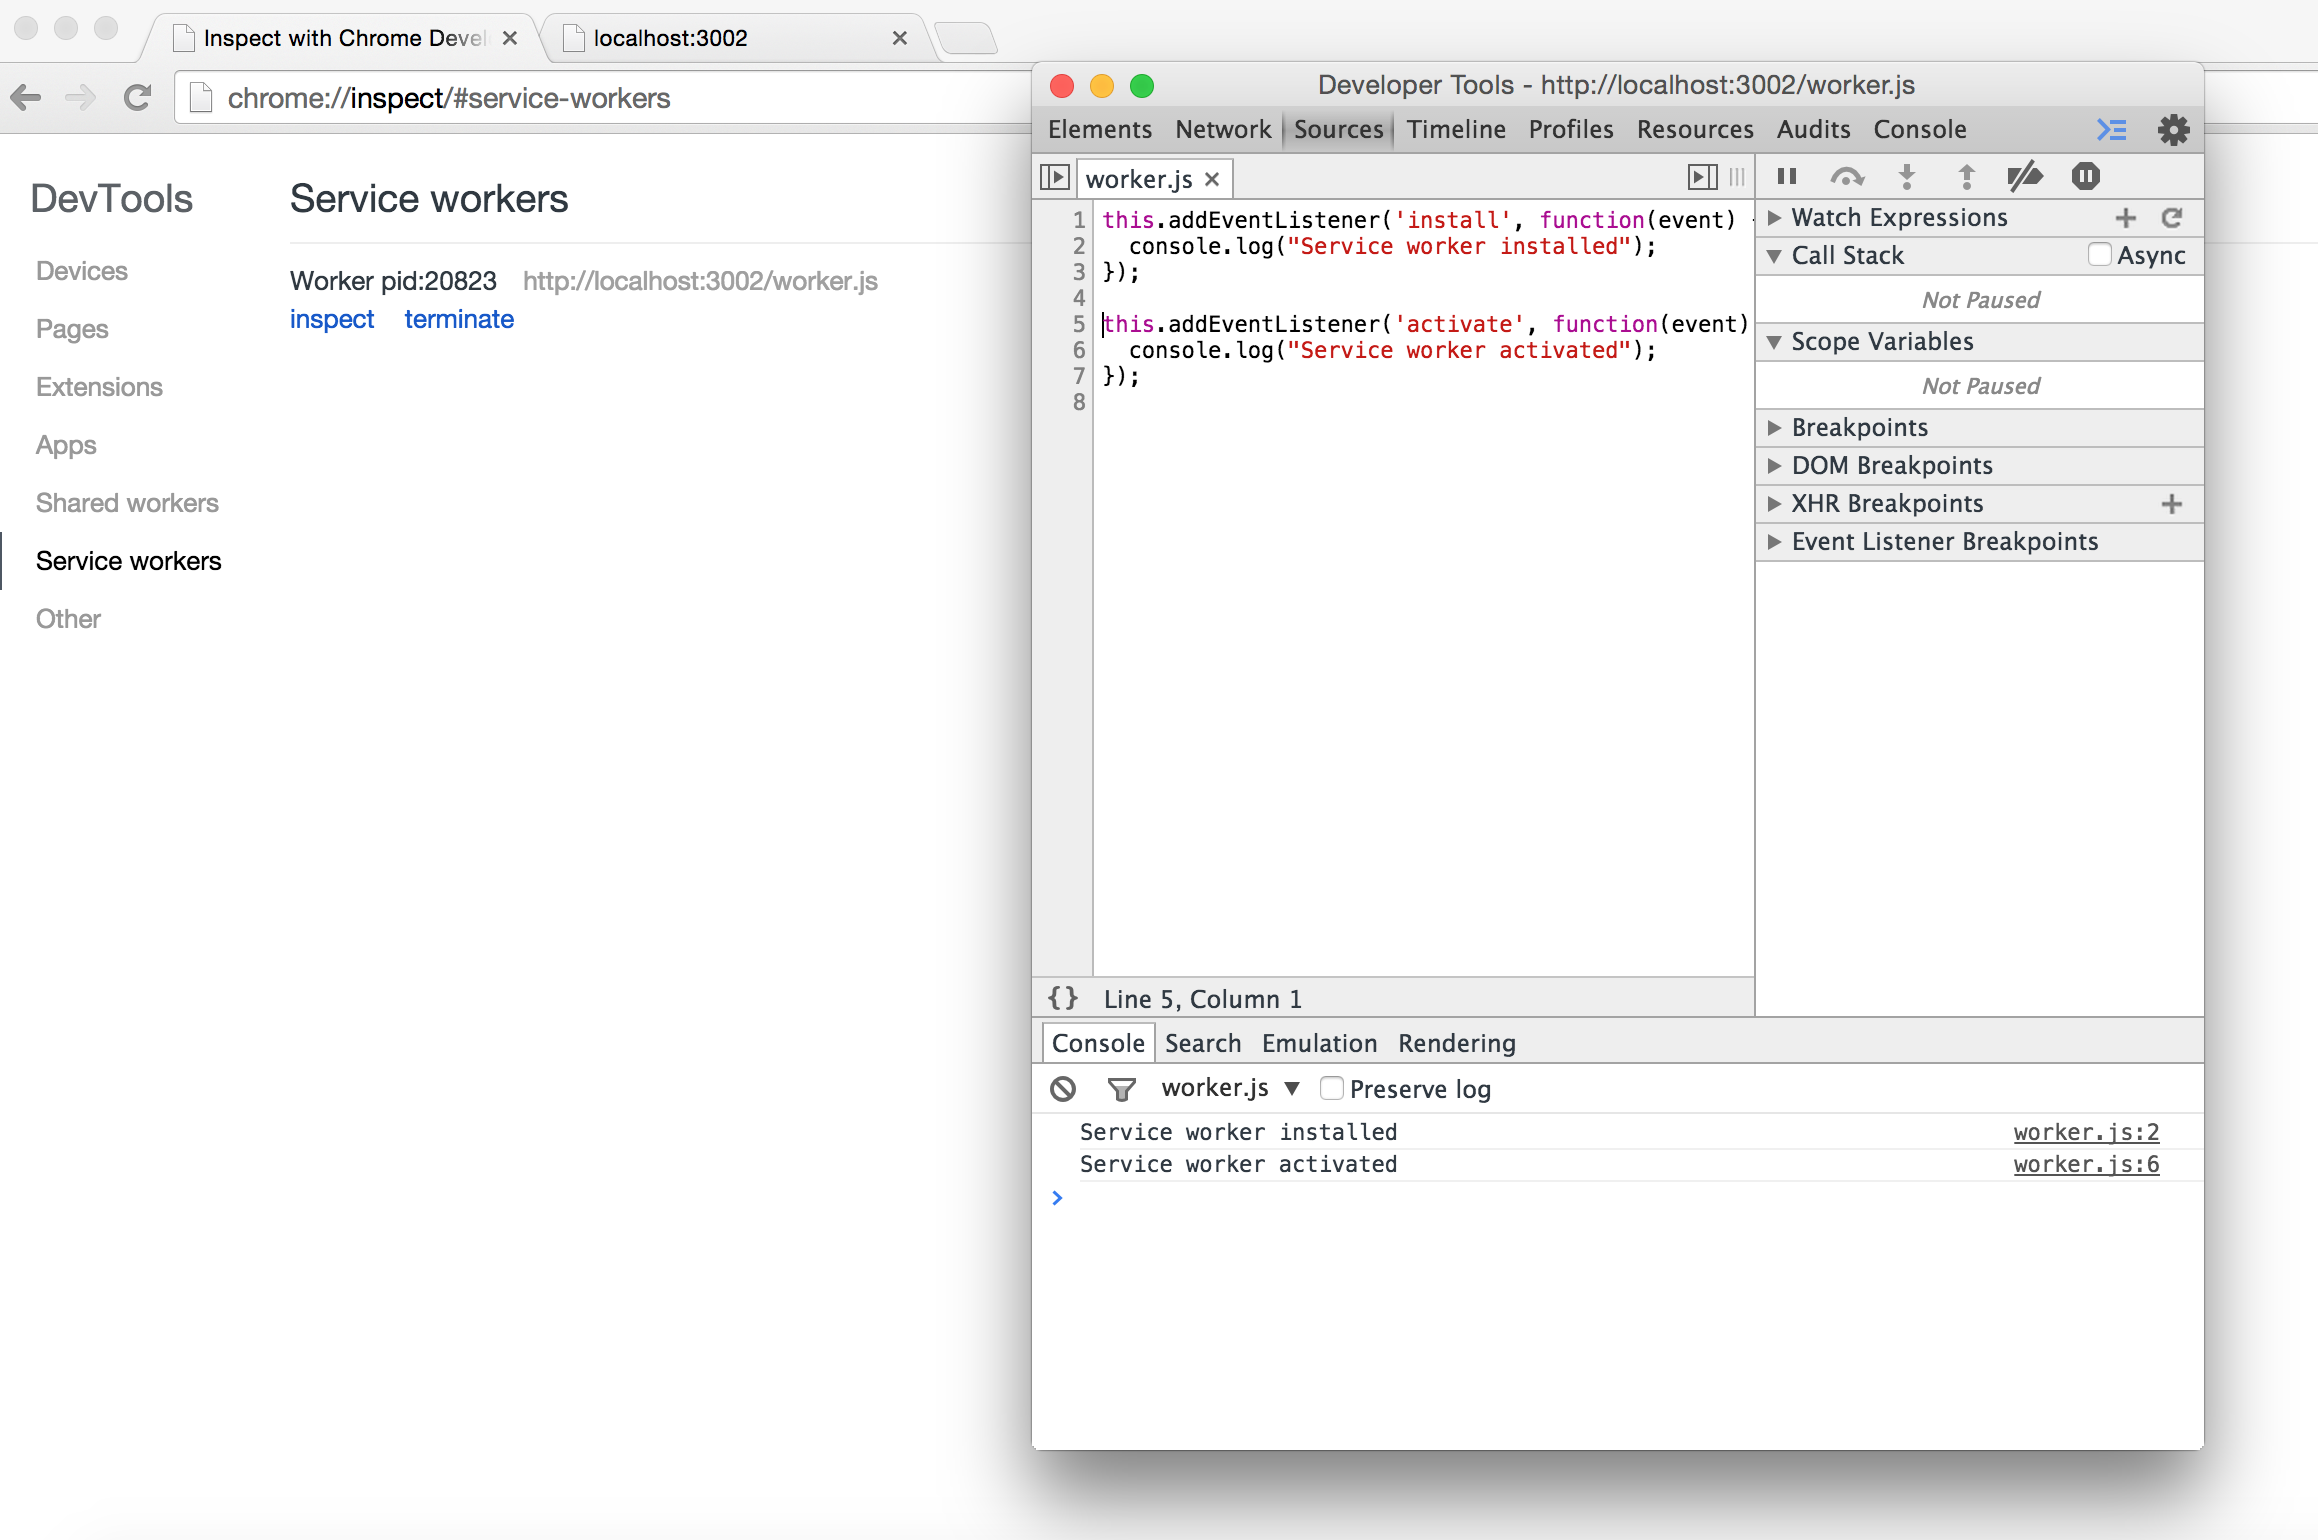 Inspect with Chrome Devel
localhost:3002
chrome://inspect/#service-workers
DevTools
Devices
Pages
Extensions
Apps
Shared workers
Service workers
Other
Service workers
Worker pid:20823 http://localhost:3002/worker.js
inspect terminate
Developer Tools - http://localhost:3002/worker.js
Elements Network Sources Timeline Profiles Resources Audits Console
worker.js
1 this.addEventListener('install', function(event)
2 console.log("Service worker installed");
3 });
4
5 this.addEventListener('activate', function(event)
6 console.log("Service worker activated");
7 });
8
{} Line 5, Column 1
Watch Expressions
Call Stack Async
Not Paused
Scope Variables
Not Paused
Breakpoints
DOM Breakpoints
XHR Breakpoints
Event Listener Breakpoints
Console Search Emulation Rendering
worker.js Preserve log
Service worker installed worker.js:2
Service worker activated worker.js:6